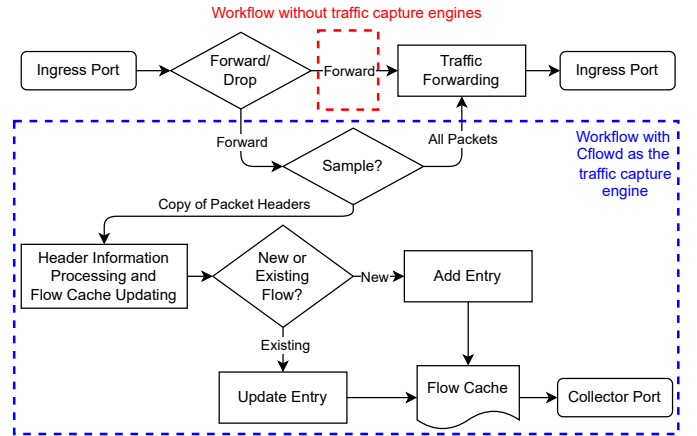 Workflow without traffic capture engines
Ingress Port
Forward/
Drop
Forward
Traffic
Forwarding
Ingress Port
Forward
Sample?
All Packets
Workflow with
Cflowd as the
traffic capture
engine
Copy of Packet Headers
Header Information
Processing and
Flow Cache Updating
New or
Existing
Flow?
New
Add Entry
Existing
Update Entry
Flow Cache
Collector Port